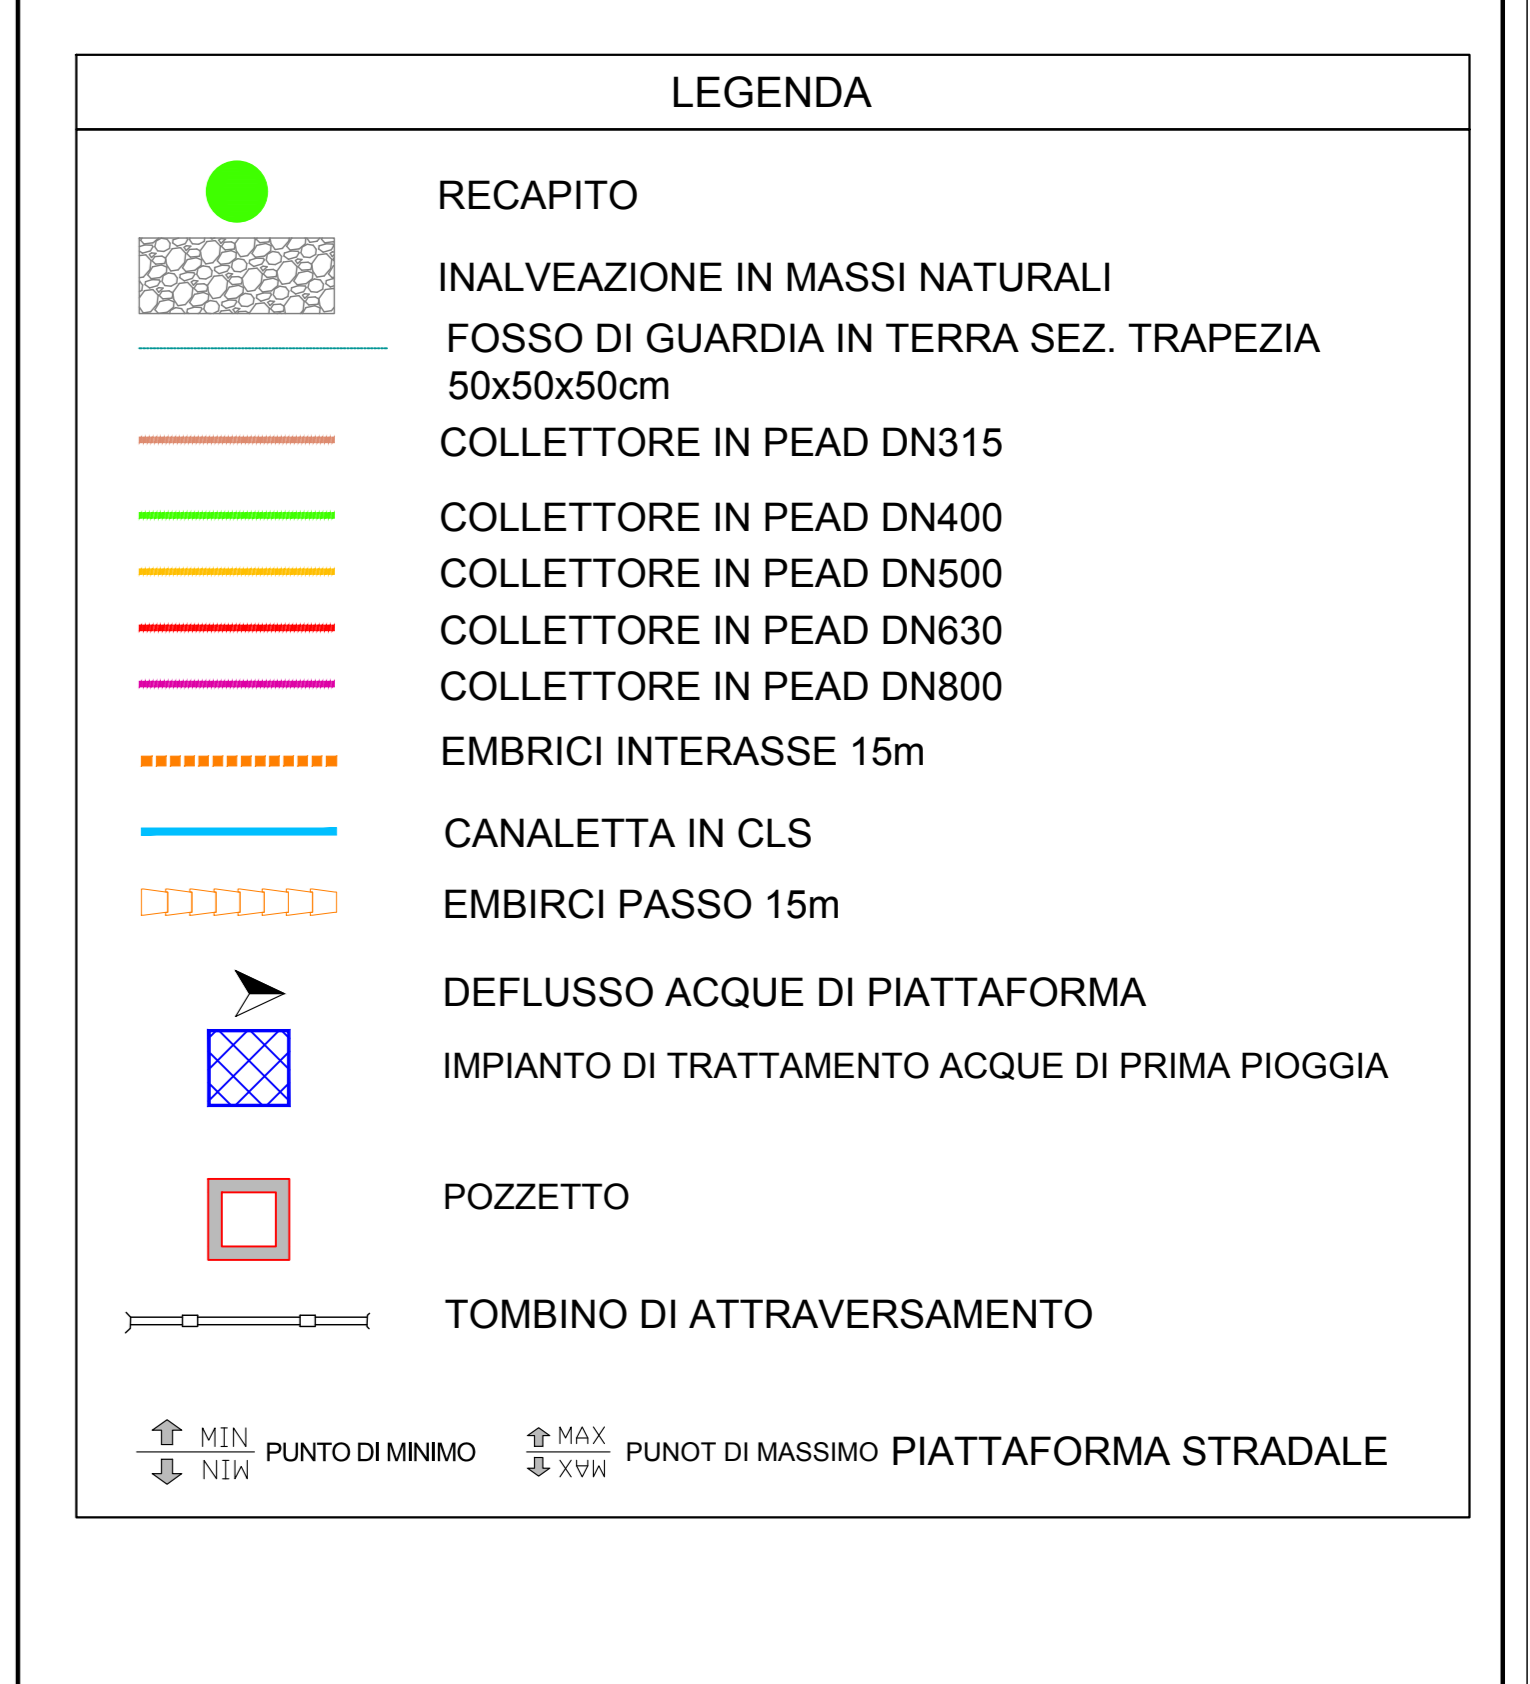 LEGENDA
RECAPITO
INALVEAZIONE IN MASSI NATURALI
FOSSO DI GUARDIA IN TERRA SEZ. TRAPEZIA
50x50x50cm
COLLETTORE IN PEAD DN315
COLLETTORE IN PEAD DN400
COLLETTORE IN PEAD DN500
COLLETTORE IN PEAD DN630
COLLETTORE IN PEAD DN800
EMBRICI INTERASSE 15m
CANALETTA IN CLS
EMBIRCI PASSO 15m
DEFLUSSO ACQUE DI PIATTAFORMA
IMPIANTO DI TRATTAMENTO ACQUE DI PRIMA PIOGGIA
POZZETTO
TOMBINO DI ATTRAVERSAMENTO
MIN
MIN
PUNTO DI MINIMO
MAX
MAX
PUNOT DI MASSIMO PIATTAFORMA STRADALE